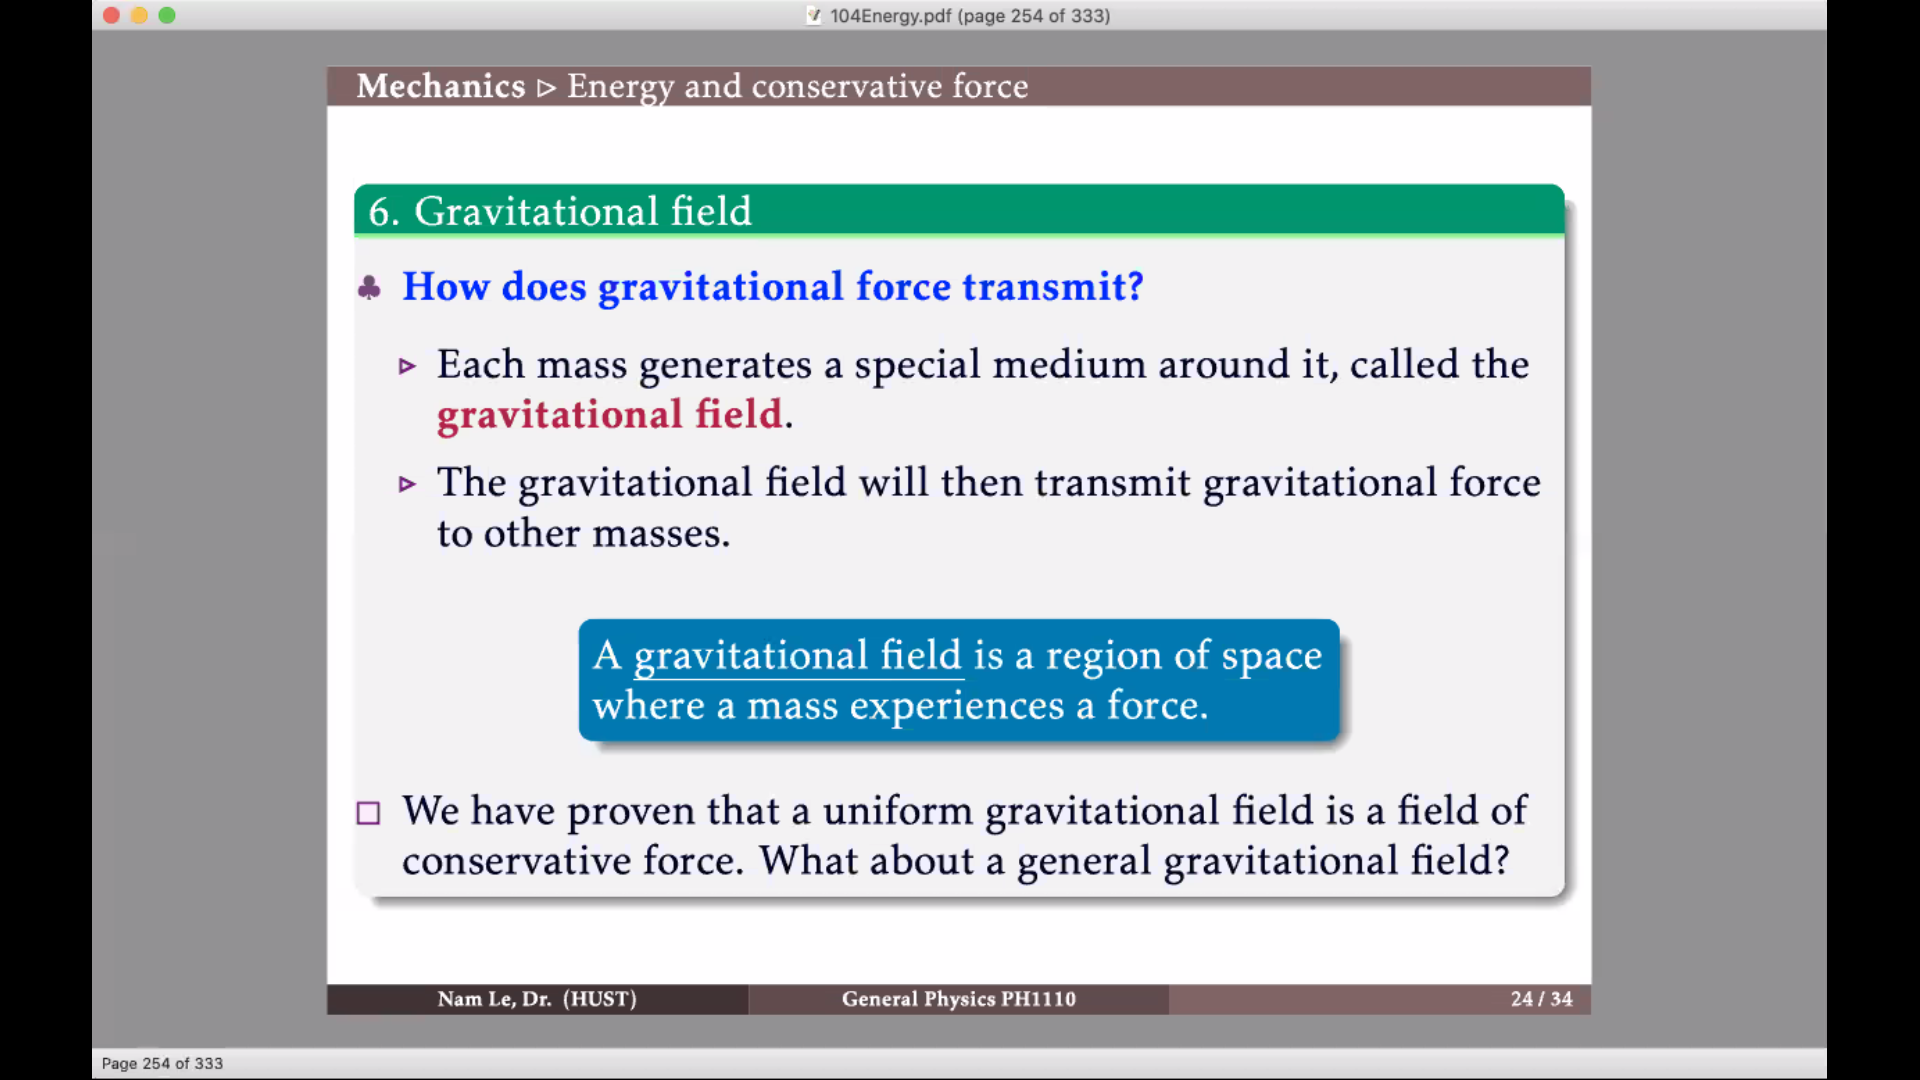 104Energy.pdf (page 254 of 333)
Mechanics ▷ Energy and conservative force
6. Gravitational field
♣ How does gravitational force transmit?
▷ Each mass generates a special medium around it, called the
gravitational field.
▷ The gravitational field will then transmit gravitational force
to other masses.
A gravitational field is a region of space
where a mass experiences a force.
□ We have proven that a uniform gravitational field is a field of
conservative force. What about a general gravitational field?
Nam Le, Dr. (HUST) General Physics PH1110 24 / 34
Page 254 of 333